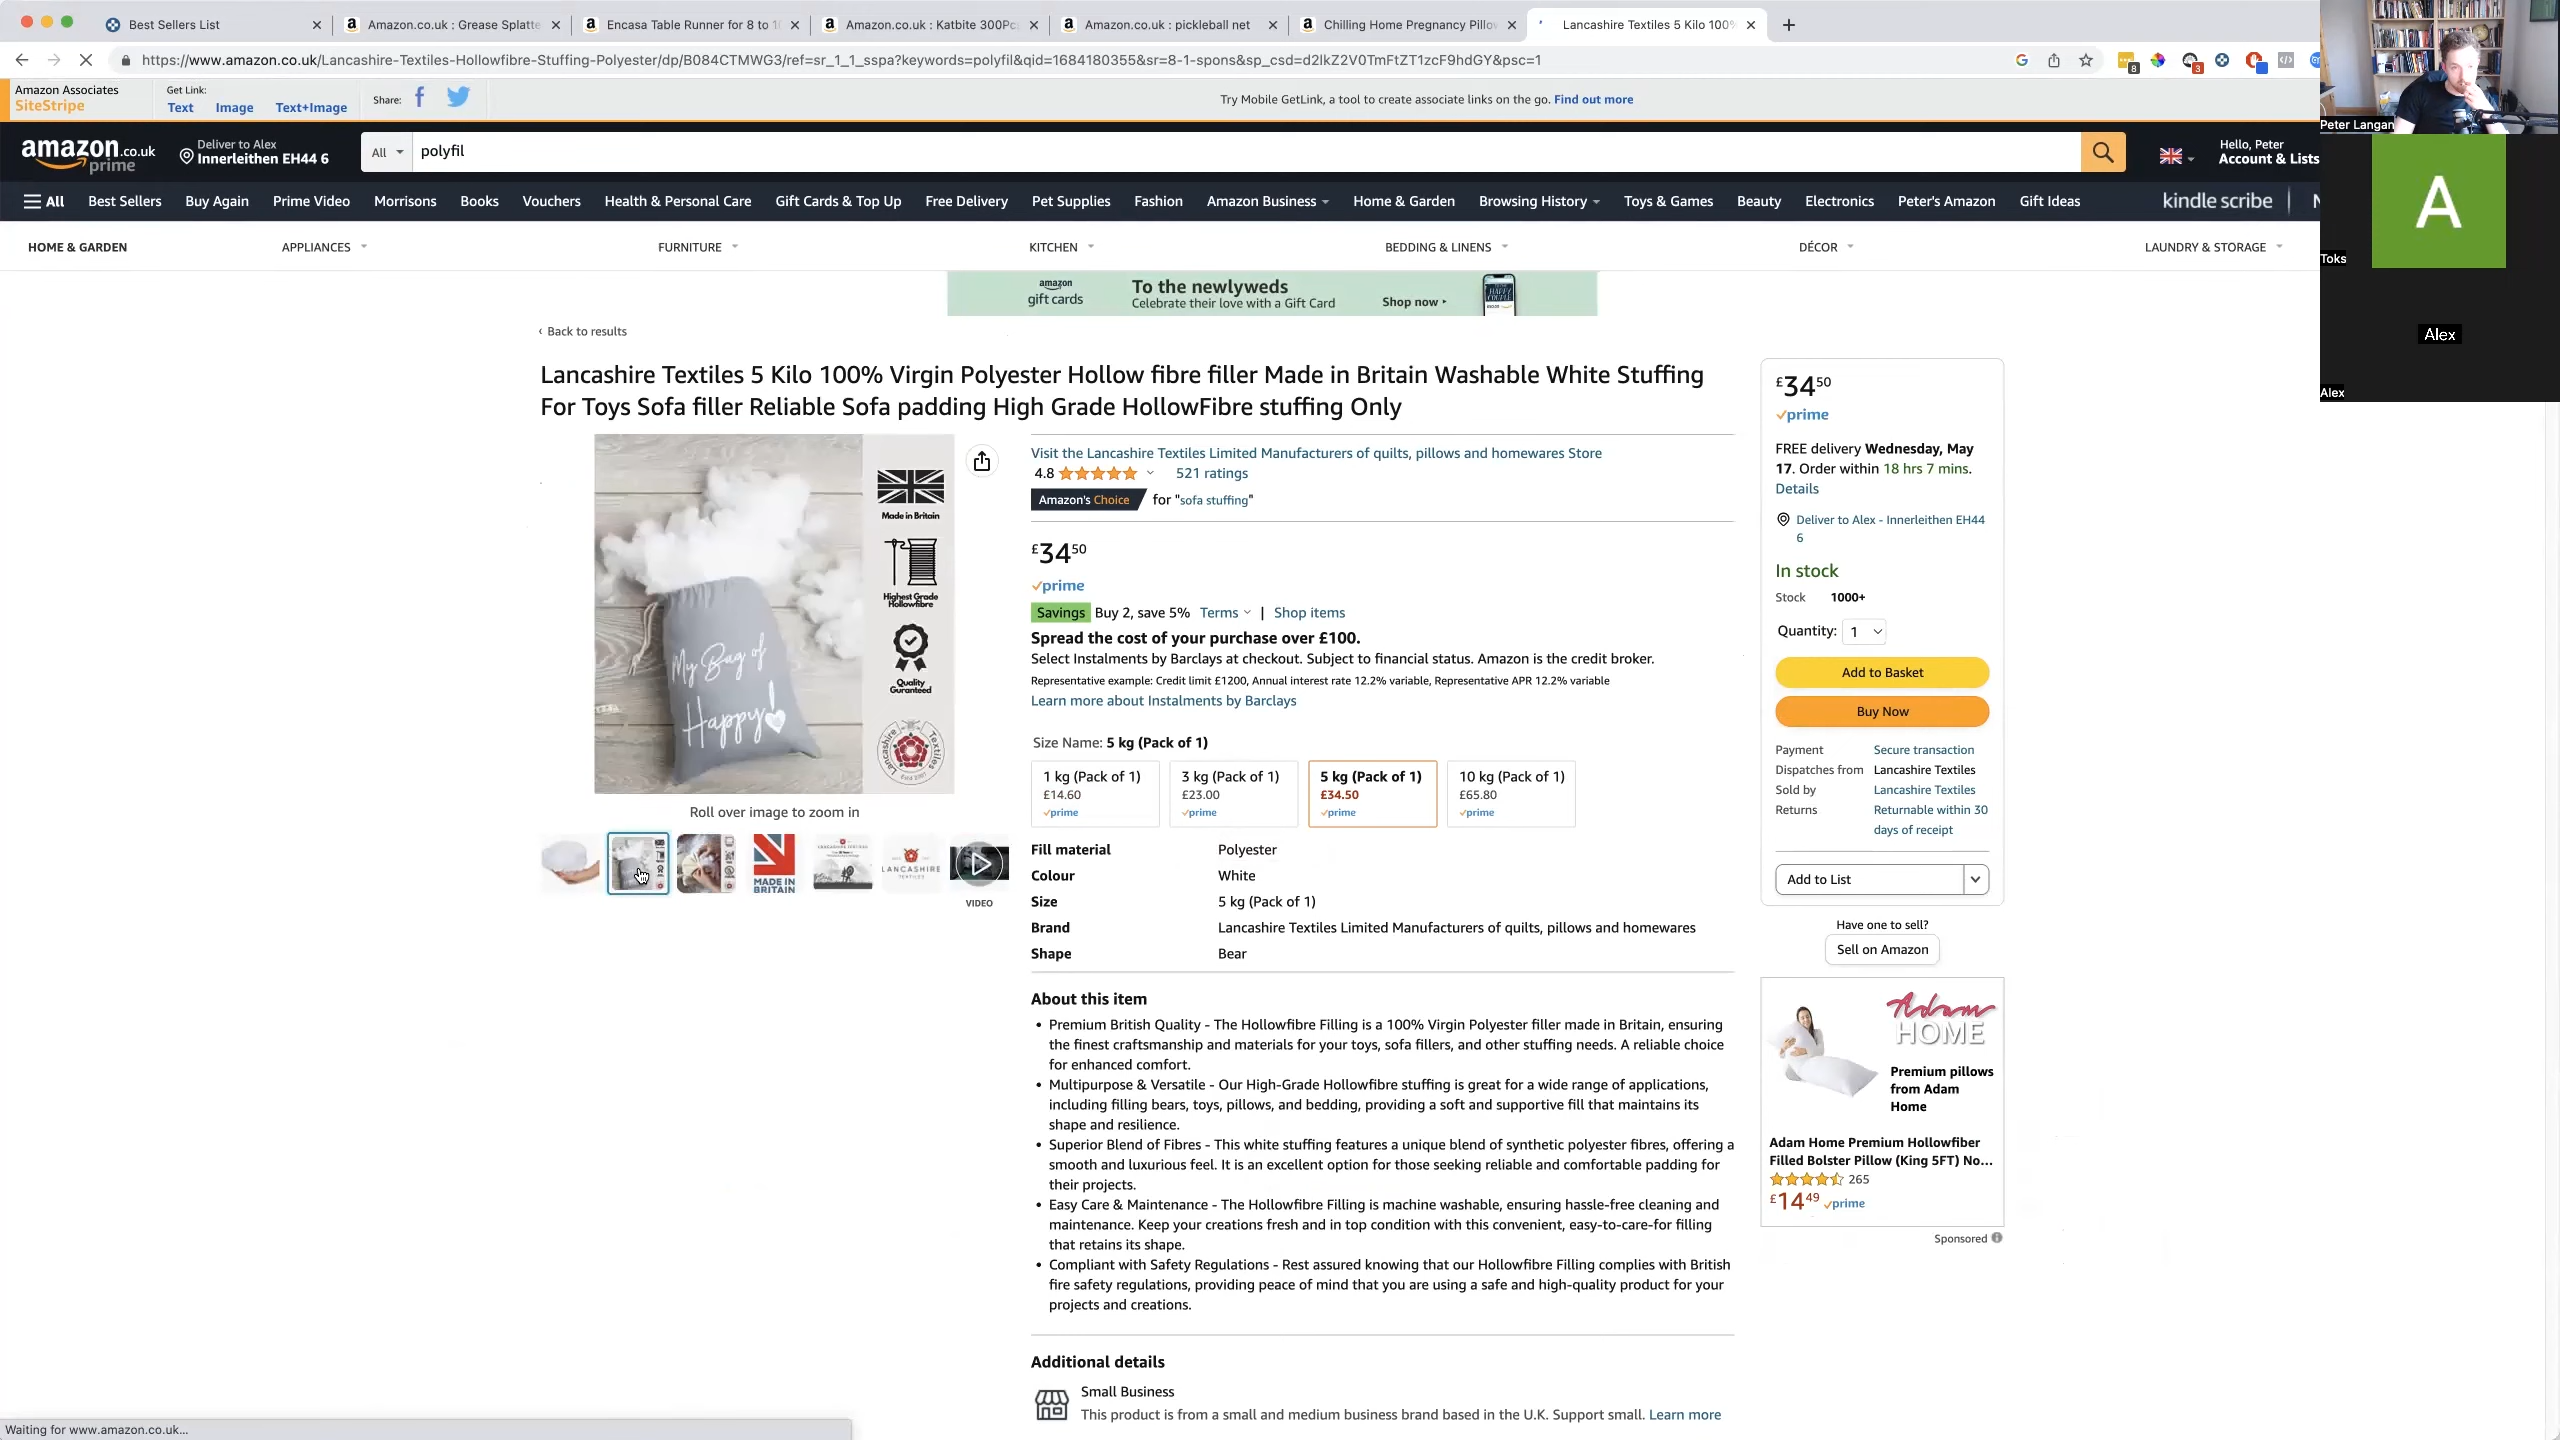 Best Sellers List
Amazon.co.uk : Grease Splatte
Encasa Table Runner for 8 to 1
Amazon.co.uk : Katbite 300Pc
Amazon.co.uk : pickleball net
Chilling Home Pregnancy Pillo
Lancashire Textiles 5 Kilo 100%
https://www.amazon.co.uk/Lancashire-Textiles-Hollowfibre-Stuffing-Polyester/dp/B084CTMWG3/ref=sr_1_1_sspa?keywords=polyfil&qid=1684180355&sr=8-1-spons&sp_csd=d2lkZ2V0TmFtZT1zcF9hdGY&psc=1
8
3
Amazon Associates
SiteStripe
Get Link:
Text Image Text+Image
Share:
Try Mobile GetLink, a tool to create associate links on the go. Find out more
Peter Langan
amazon.co.uk
prime
Deliver to Alex
Innerleithen EH44 6
All
polyfil
Hello, Peter
Account & Lists
All Best Sellers Buy Again Prime Video Morrisons Books Vouchers Health & Personal Care Gift Cards & Top Up Free Delivery Pet Supplies Fashion Amazon Business Home & Garden Browsing History Toys & Games Beauty Electronics Peter's Amazon Gift Ideas
kindle scribe
A
Toks
Alex
Alex
HOME & GARDEN APPLIANCES FURNITURE KITCHEN BEDDING & LINENS DÉCOR LAUNDRY & STORAGE
amazon
gift cards
To the newlyweds
Celebrate their love with a Gift Card
Shop now
‹ Back to results
Lancashire Textiles 5 Kilo 100% Virgin Polyester Hollow fibre filler Made in Britain Washable White Stuffing
For Toys Sofa filler Reliable Sofa padding High Grade HollowFibre stuffing Only
Made in Britain
Highest Grade
Hollowfibre
Quality
Guranteed
Lancashire Textiles
My Bag of
Happy!
Roll over image to zoom in
MADE IN
BRITAIN
LANCASHIRE
TEXTILES
VIDEO
Visit the Lancashire Textiles Limited Manufacturers of quilts, pillows and homewares Store
4.8 521 ratings
Amazon's Choice for "sofa stuffing"
£3450
prime
Savings Buy 2, save 5% Terms | Shop items
Spread the cost of your purchase over £100.
Select Instalments by Barclays at checkout. Subject to financial status. Amazon is the credit broker.
Representative example: Credit limit £1200, Annual interest rate 12.2% variable, Representative APR 12.2% variable
Learn more about Instalments by Barclays
Size Name: 5 kg (Pack of 1)
1 kg (Pack of 1)
£14.60
prime
3 kg (Pack of 1)
£23.00
prime
5 kg (Pack of 1)
£34.50
prime
10 kg (Pack of 1)
£65.80
prime
Fill material Polyester
Colour White
Size 5 kg (Pack of 1)
Brand Lancashire Textiles Limited Manufacturers of quilts, pillows and homewares
Shape Bear
About this item
• Premium British Quality - The Hollowfibre Filling is a 100% Virgin Polyester filler made in Britain, ensuring
the finest craftsmanship and materials for your toys, sofa fillers, and other stuffing needs. A reliable choice
for enhanced comfort.
• Multipurpose & Versatile - Our High-Grade Hollowfibre stuffing is great for a wide range of applications,
including filling bears, toys, pillows, and bedding, providing a soft and supportive fill that maintains its
shape and resilience.
• Superior Blend of Fibres - This white stuffing features a unique blend of synthetic polyester fibres, offering a
smooth and luxurious feel. It is an excellent option for those seeking reliable and comfortable padding for
their projects.
• Easy Care & Maintenance - The Hollowfibre Filling is machine washable, ensuring hassle-free cleaning and
maintenance. Keep your creations fresh and in top condition with this convenient, easy-to-care-for filling
that retains its shape.
• Compliant with Safety Regulations - Rest assured knowing that our Hollowfibre Filling complies with British
fire safety regulations, providing peace of mind that you are using a safe and high-quality product for your
projects and creations.
Additional details
Small Business
This product is from a small and medium business brand based in the U.K. Support small. Learn more
£3450
prime
FREE delivery Wednesday, May
17. Order within 18 hrs 7 mins.
Details
Deliver to Alex - Innerleithen EH44
6
In stock
Stock 1000+
Quantity: 1
Add to Basket
Buy Now
Payment Secure transaction
Dispatches from Lancashire Textiles
Sold by Lancashire Textiles
Returns Returnable within 30
days of receipt
Add to List
Have one to sell?
Sell on Amazon
Adam
HOME
Premium pillows
from Adam
Home
Adam Home Premium Hollowfiber
Filled Bolster Pillow (King 5FT) No...
265
£1449 prime
Sponsored
Waiting for www.amazon.co.uk...